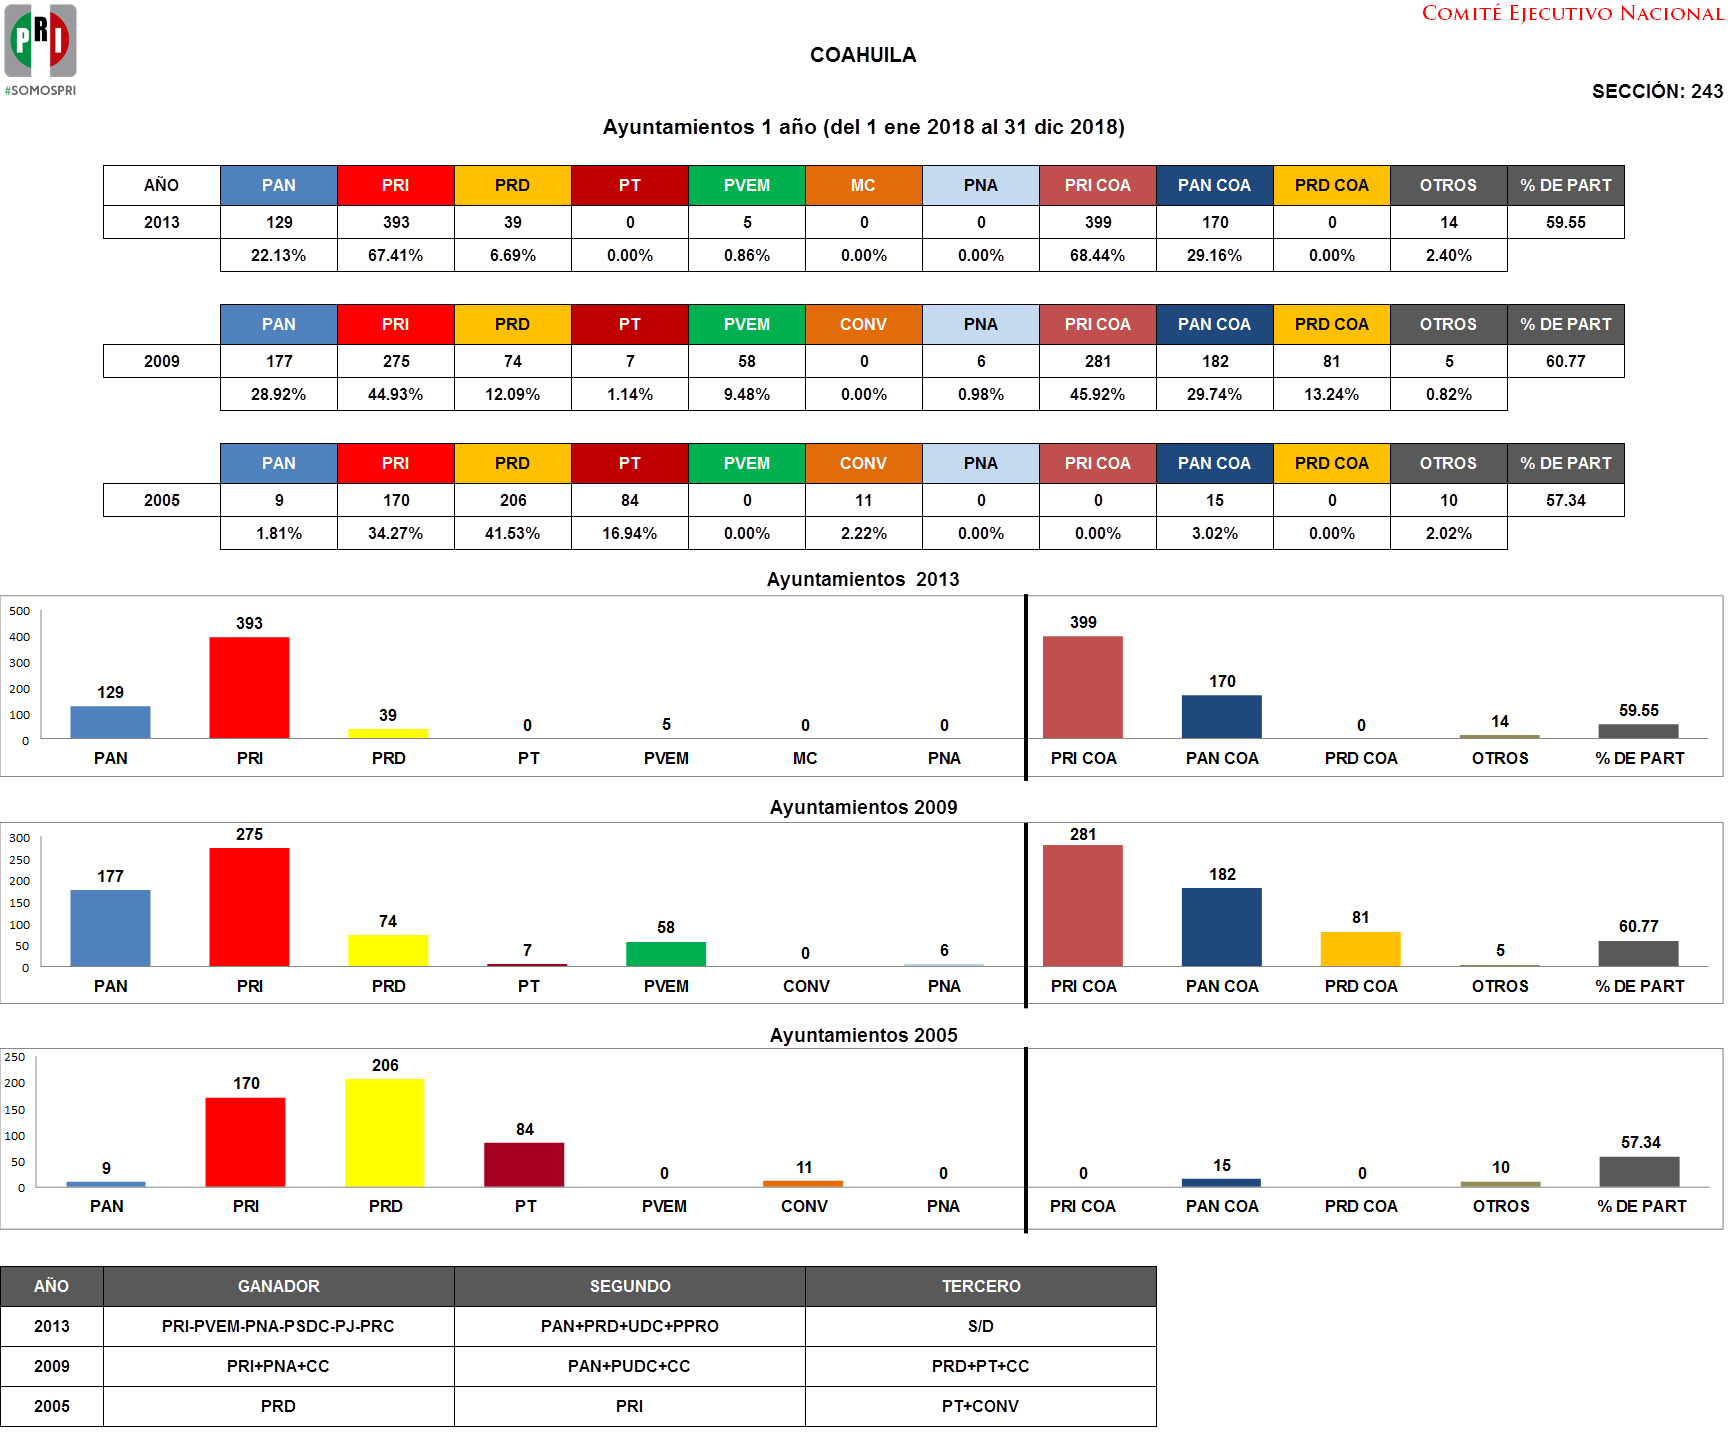 COMITÉ EJECUTIVO NACIONAL
PRI
#SOMOSPRI
COAHUILA
SECCIÓN: 243
Ayuntamientos 1 año (del 1 ene 2018 al 31 dic 2018)
AÑO PAN PRI PRD PT PVEM MC PNA PRI COA PAN COA PRD COA OTROS % DE PART
2013 129 393 39 0 5 0 0 399 170 0 14 59.55
22.13% 67.41% 6.69% 0.00% 0.86% 0.00% 0.00% 68.44% 29.16% 0.00% 2.40%
PAN PRI PRD PT PVEM CONV PNA PRI COA PAN COA PRD COA OTROS % DE PART
2009 177 275 74 7 58 0 6 281 182 81 5 60.77
28.92% 44.93% 12.09% 1.14% 9.48% 0.00% 0.98% 45.92% 29.74% 13.24% 0.82%
PAN PRI PRD PT PVEM CONV PNA PRI COA PAN COA PRD COA OTROS % DE PART
2005 9 170 206 84 0 11 0 0 15 0 10 57.34
1.81% 34.27% 41.53% 16.94% 0.00% 2.22% 0.00% 0.00% 3.02% 0.00% 2.02%
Ayuntamientos 2013
500
400
300
200
100
0
129 393 39 0 5 0 0 399 170 0 14 59.55
PAN PRI PRD PT PVEM MC PNA PRI COA PAN COA PRD COA OTROS % DE PART
Ayuntamientos 2009
300
250
200
150
100
50
0
177 275 74 7 58 0 6 281 182 81 5 60.77
PAN PRI PRD PT PVEM CONV PNA PRI COA PAN COA PRD COA OTROS % DE PART
Ayuntamientos 2005
250
200
150
100
50
0
9 170 206 84 0 11 0 0 15 0 10 57.34
PAN PRI PRD PT PVEM CONV PNA PRI COA PAN COA PRD COA OTROS % DE PART
AÑO GANADOR SEGUNDO TERCERO
2013 PRI-PVEM-PNA-PSDC-PJ-PRC PAN+PRD+UDC+PPRO S/D
2009 PRI+PNA+CC PAN+PUDC+CC PRD+PT+CC
2005 PRD PRI PT+CONV